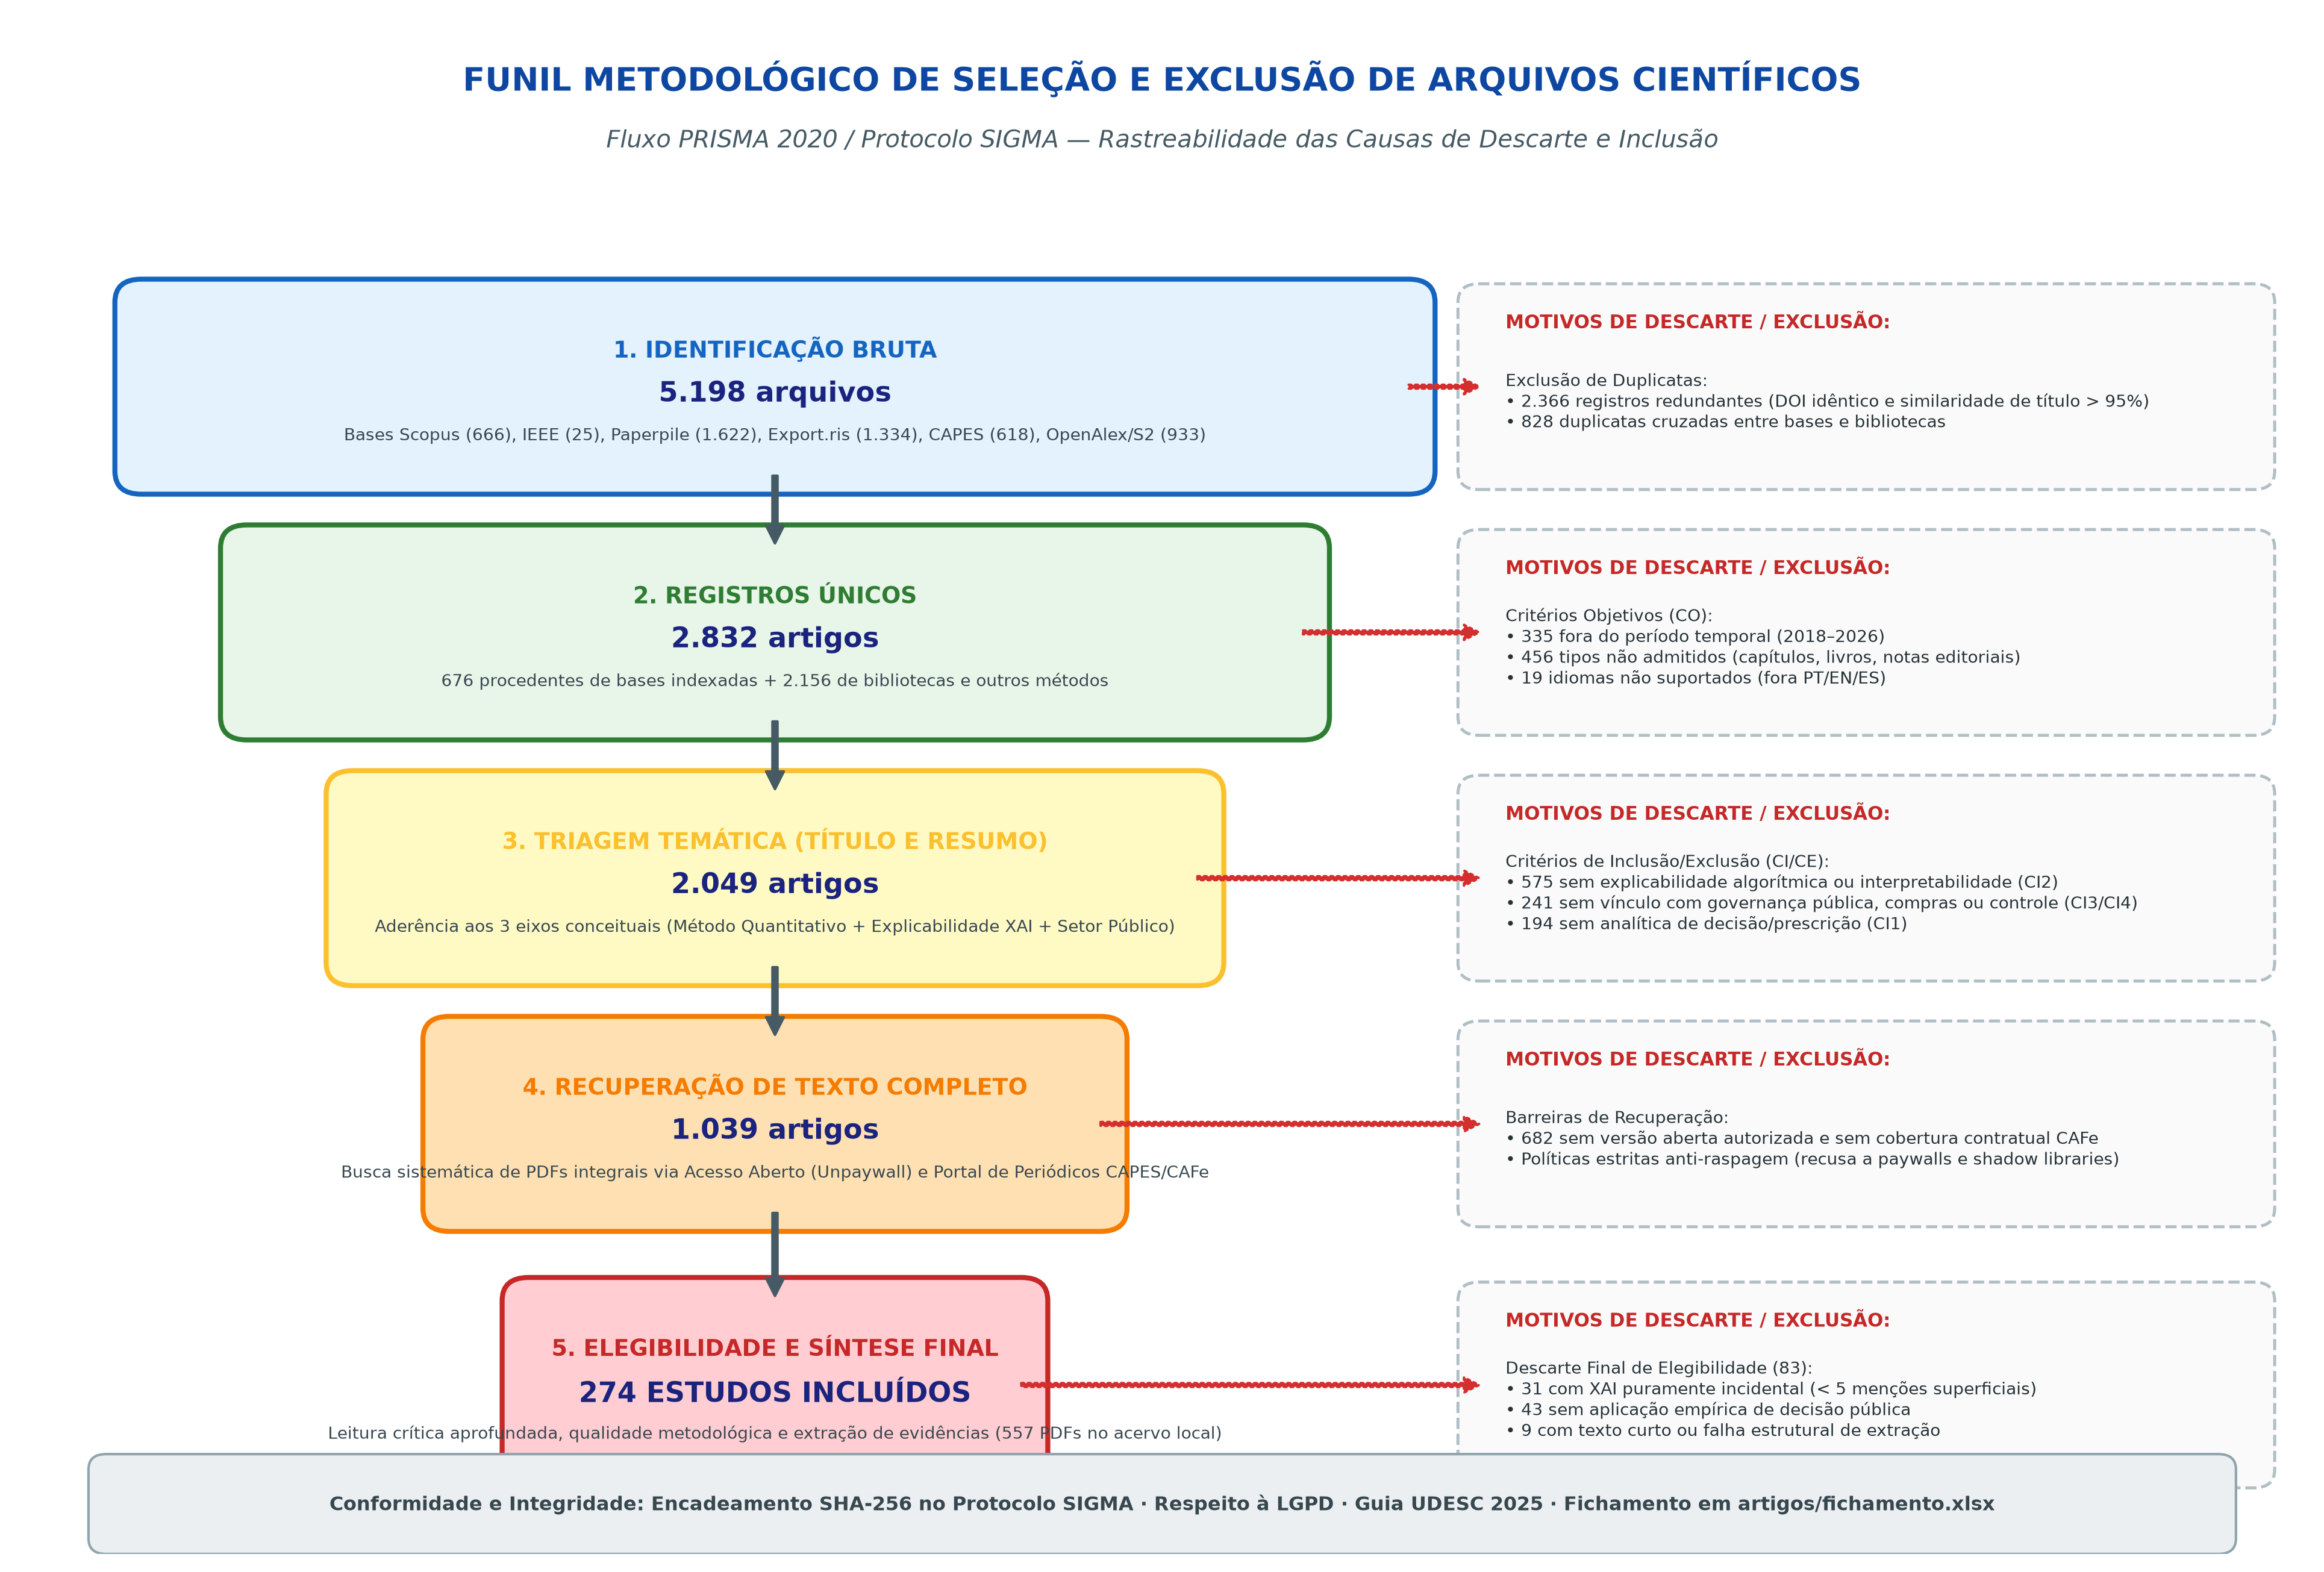 FUNIL METODOLÓGICO DE SELEÇÃO E EXCLUSÃO DE ARQUIVOS CIENTÍFICOS
Fluxo PRISMA 2020 / Protocolo SIGMA — Rastreabilidade das Causas de Descarte e Inclusão
1. IDENTIFICAÇÃO BRUTA
5.198 arquivos
Bases Scopus (666), IEEE (25), Paperpile (1.622), Export.ris (1.334), CAPES (618), OpenAlex/S2 (933)
MOTIVOS DE DESCARTE / EXCLUSÃO:
Exclusão de Duplicatas:
• 2.366 registros redundantes (DOI idêntico e similaridade de título > 95%)
• 828 duplicatas cruzadas entre bases e bibliotecas
2. REGISTROS ÚNICOS
2.832 artigos
676 procedentes de bases indexadas + 2.156 de bibliotecas e outros métodos
MOTIVOS DE DESCARTE / EXCLUSÃO:
Critérios Objetivos (CO):
• 335 fora do período temporal (2018–2026)
• 456 tipos não admitidos (capítulos, livros, notas editoriais)
• 19 idiomas não suportados (fora PT/EN/ES)
3. TRIAGEM TEMÁTICA (TÍTULO E RESUMO)
2.049 artigos
Aderência aos 3 eixos conceituais (Método Quantitativo + Explicabilidade XAI + Setor Público)
MOTIVOS DE DESCARTE / EXCLUSÃO:
Critérios de Inclusão/Exclusão (CI/CE):
• 575 sem explicabilidade algorítmica ou interpretabilidade (CI2)
• 241 sem vínculo com governança pública, compras ou controle (CI3/CI4)
• 194 sem analítica de decisão/prescrição (CI1)
4. RECUPERAÇÃO DE TEXTO COMPLETO
1.039 artigos
Busca sistemática de PDFs integrais via Acesso Aberto (Unpaywall) e Portal de Periódicos CAPES/CAFe
MOTIVOS DE DESCARTE / EXCLUSÃO:
Barreiras de Recuperação:
• 682 sem versão aberta autorizada e sem cobertura contratual CAFe
• Políticas estritas anti-raspagem (recusa a paywalls e shadow libraries)
5. ELEGIBILIDADE E SÍNTESE FINAL
274 ESTUDOS INCLUÍDOS
Leitura crítica aprofundada, qualidade metodológica e extração de evidências (557 PDFs no acervo local)
MOTIVOS DE DESCARTE / EXCLUSÃO:
Descarte Final de Elegibilidade (83):
• 31 com XAI puramente incidental (< 5 menções superficiais)
• 43 sem aplicação empírica de decisão pública
• 9 com texto curto ou falha estrutural de extração
Conformidade e Integridade: Encadeamento SHA-256 no Protocolo SIGMA · Respeito à LGPD · Guia UDESC 2025 · Fichamento em artigos/fichamento.xlsx